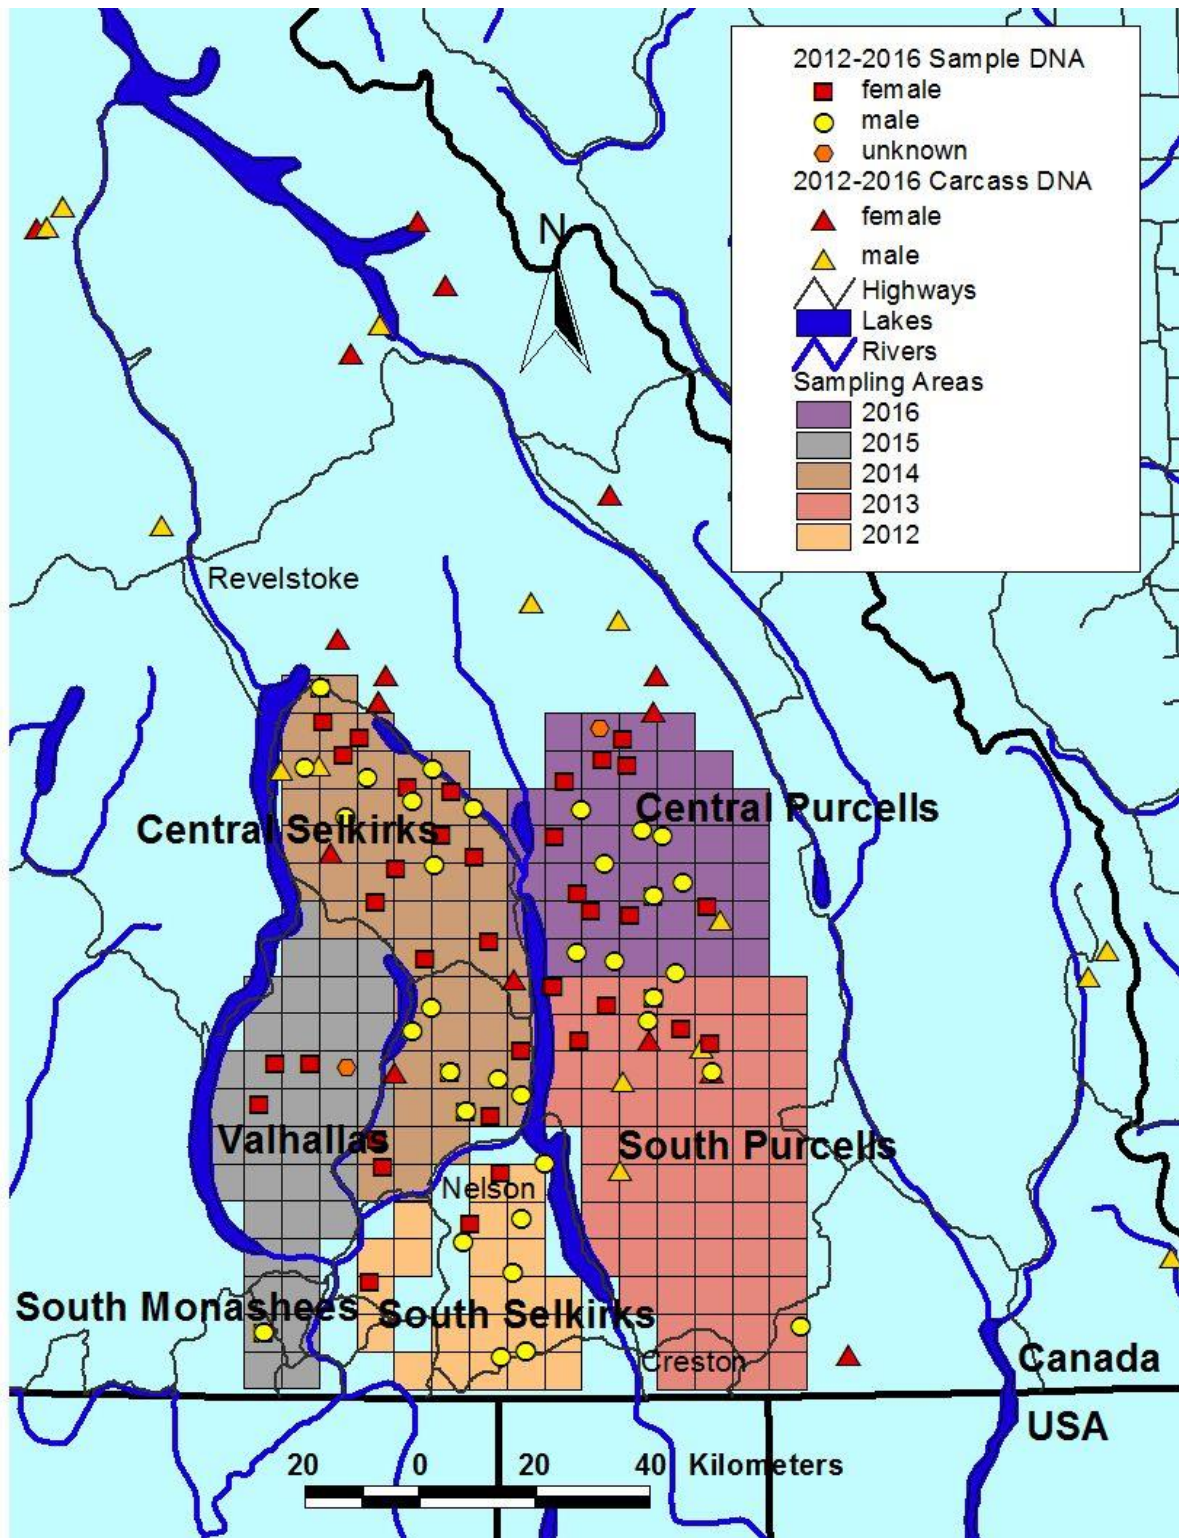 2012-2016 Sample DNA
female
male
unknown
2012-2016 Carcass DNA
female
male
Highways
Lakes
Rivers
Sampling Areas
2016
2015
2014
2013
2012
N
Revelstoke
Central Selkirks
Central Purcells
Valhallas
South Purcells
Nelson
South Monashees
South Selkirks
Creston
Canada
USA
20 0 20 40 Kilometers